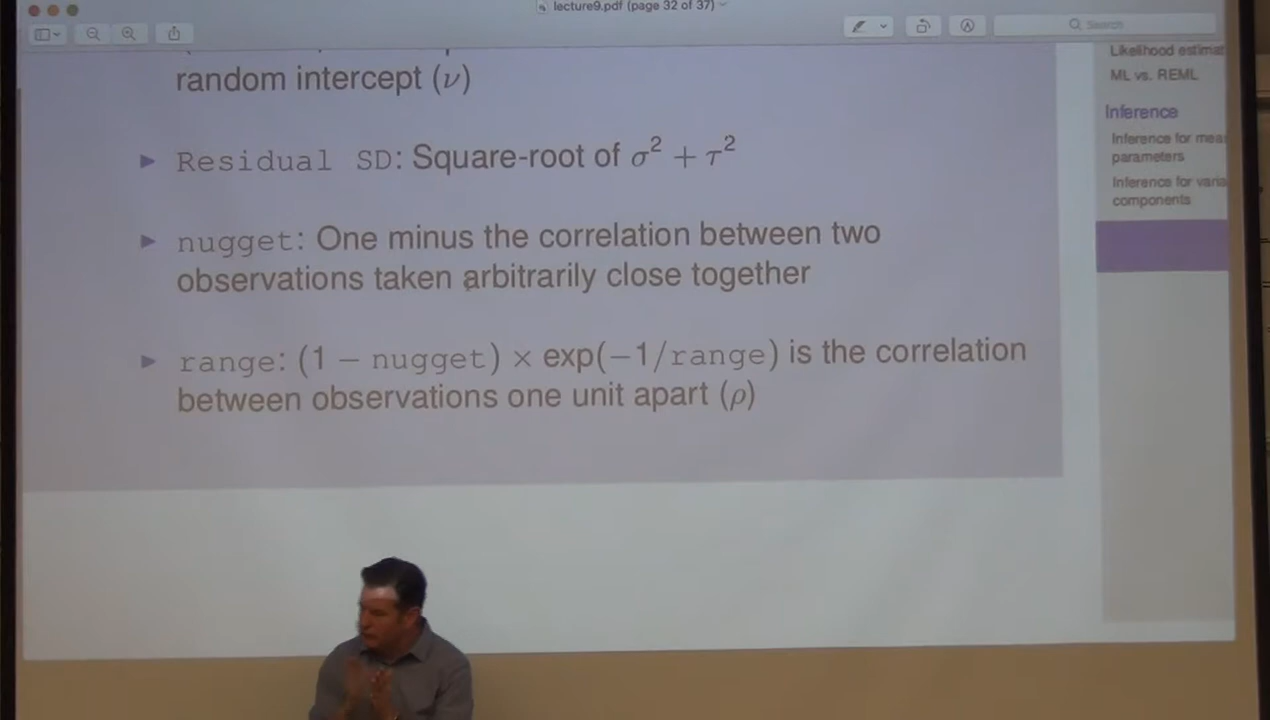 lecture9.pdf (page 32 of 37)
Search
random intercept (ν)
▶ Residual SD: Square-root of σ² + τ²
▶ nugget: One minus the correlation between two
observations taken arbitrarily close together
▶ range: (1 − nugget) × exp(−1/range) is the correlation
between observations one unit apart (ρ)
Likelihood estimat
ML vs. REML
Inference
Inference for mea
parameters
Inference for varia
components